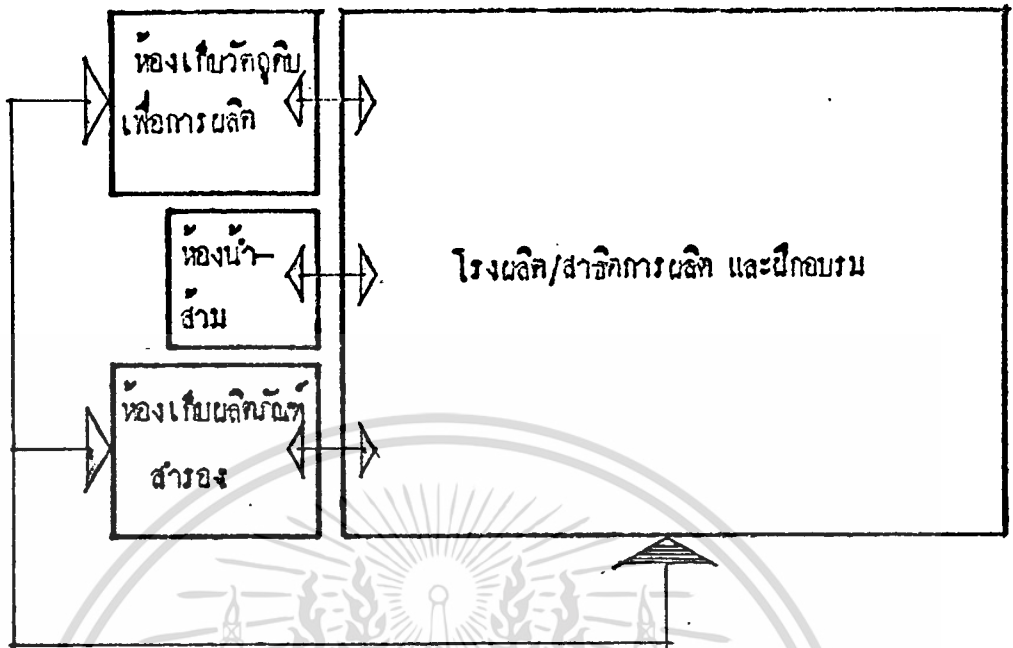 ห้องเก็บวัตถุดิบ
เพื่อการผลิต
ห้องน้ำ-
ส้วม
โรงผลิต/สาธิตการผลิต และฝึกอบรม
ห้องเก็บผลิตภัณฑ์
สำรอง